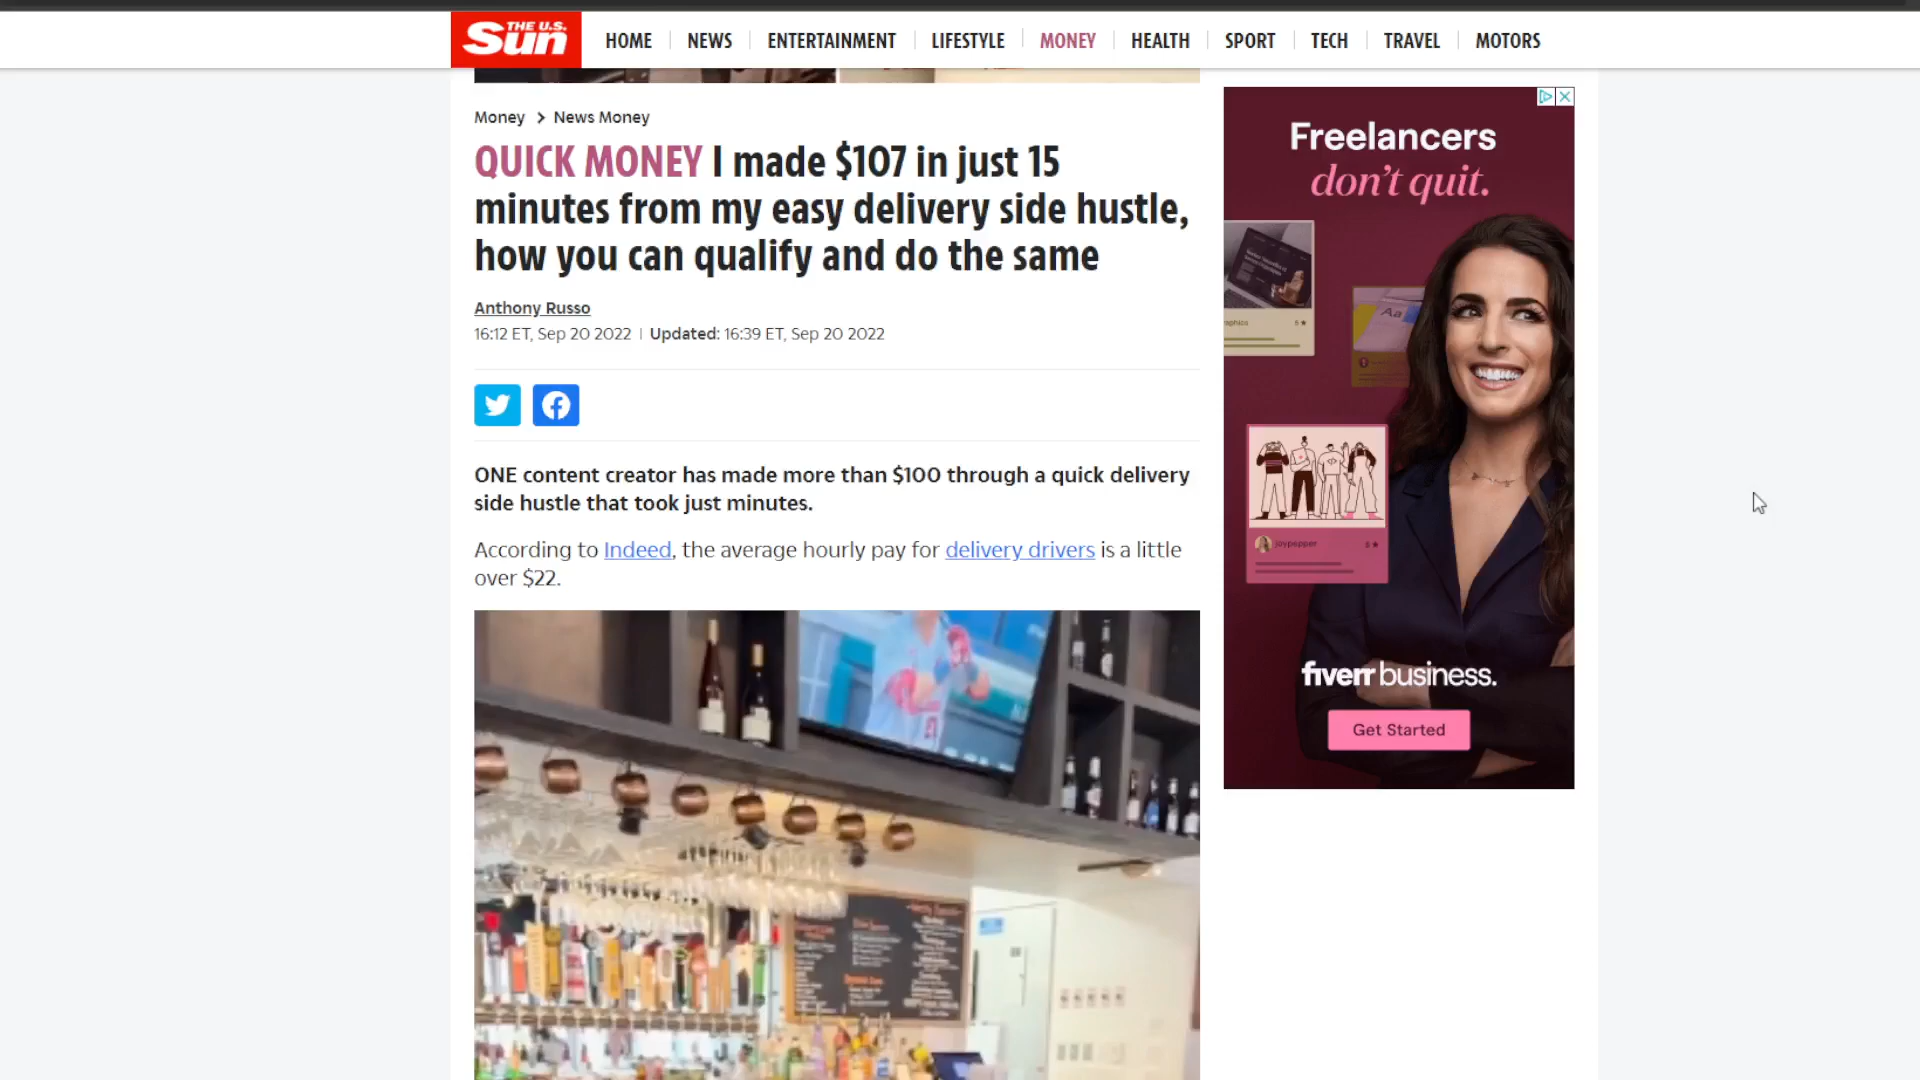 THE U.S.
Sun
HOME
NEWS
ENTERTAINMENT
LIFESTYLE
MONEY
HEALTH
SPORT
TECH
TRAVEL
MOTORS
Money > News Money
QUICK MONEY I made $107 in just 15
minutes from my easy delivery side hustle,
how you can qualify and do the same
Anthony Russo
16:12 ET, Sep 20 2022 | Updated: 16:39 ET, Sep 20 2022
ONE content creator has made more than $100 through a quick delivery
side hustle that took just minutes.
According to Indeed, the average hourly pay for delivery drivers is a little
over $22.
Freelancers
don't quit.
Aa
joypepper
5 ★
fiverr business.
Get Started